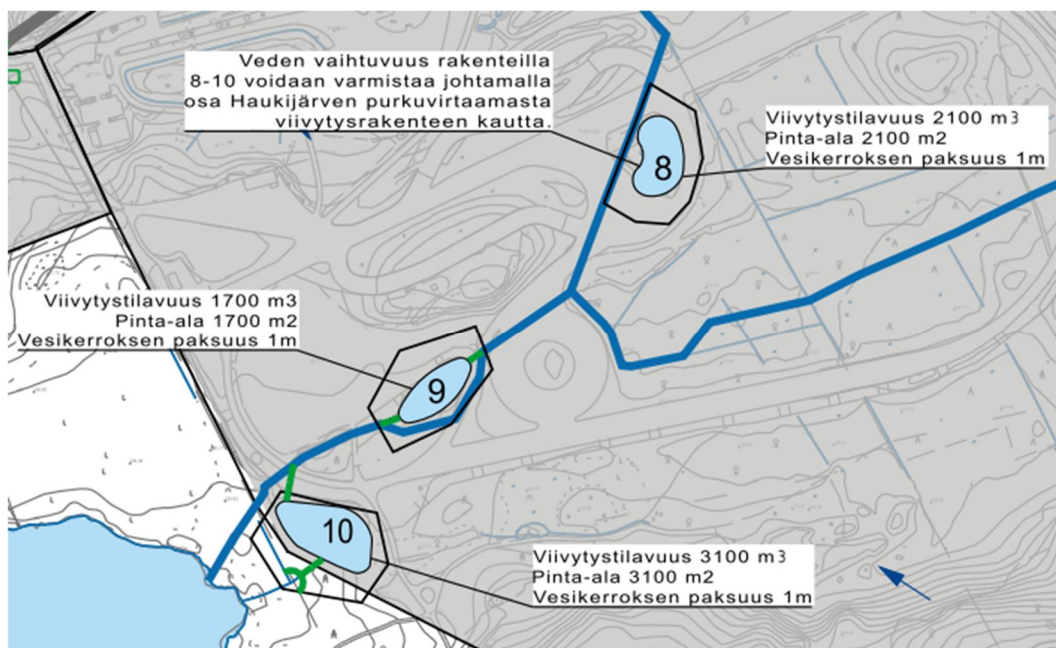 Veden vaihtuvuus rakenteilla
8-10 voidaan varmistaa johtamalla
osa Haukijärven purkuvirtaamasta
viivytysrakenteen kautta.
Viivytystilavuus 2100 m3
Pinta-ala 2100 m2
Vesikerroksen paksuus 1m
8
Viivytystilavuus 1700 m3
Pinta-ala 1700 m2
Vesikerroksen paksuus 1m
9
10
Viivytystilavuus 3100 m3
Pinta-ala 3100 m2
Vesikerroksen paksuus 1m